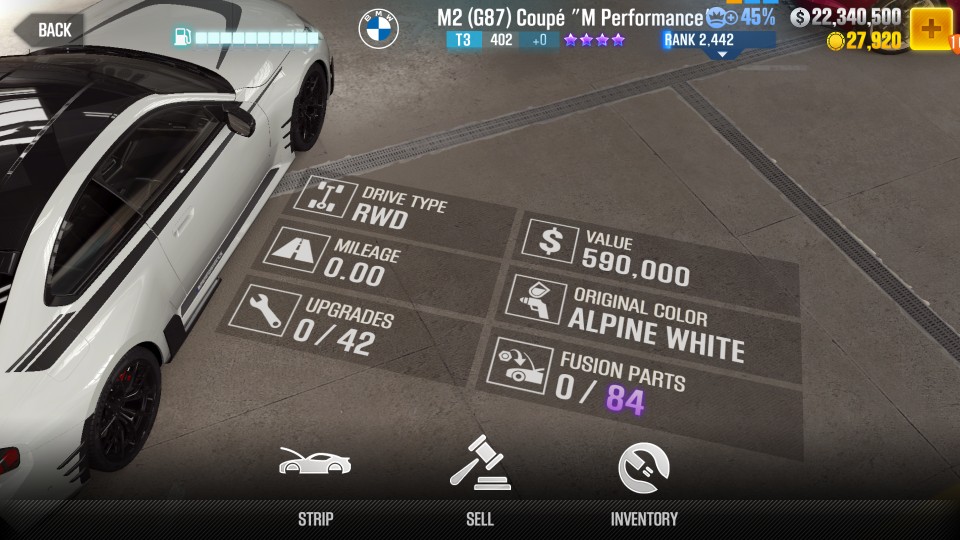 BACK
BMW
M2 (G87) Coupé "M Performance"
45%
22,340,500
T3 402 +0
RANK 2,442
27,920
DRIVE TYPE
RWD
MILEAGE
0.00
UPGRADES
0 / 42
VALUE
590,000
ORIGINAL COLOR
ALPINE WHITE
FUSION PARTS
0 / 84
STRIP
SELL
INVENTORY